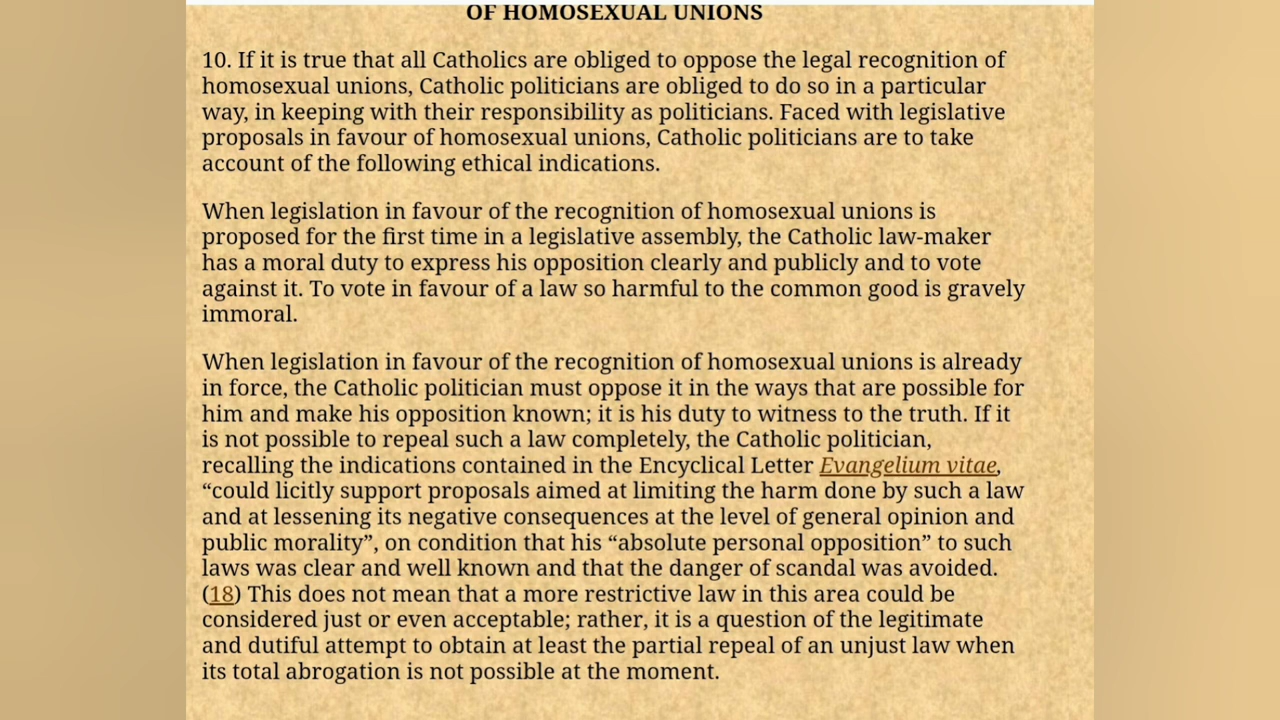 OF HOMOSEXUAL UNIONS
10. If it is true that all Catholics are obliged to oppose the legal recognition of
homosexual unions, Catholic politicians are obliged to do so in a particular
way, in keeping with their responsibility as politicians. Faced with legislative
proposals in favour of homosexual unions, Catholic politicians are to take
account of the following ethical indications.
When legislation in favour of the recognition of homosexual unions is
proposed for the first time in a legislative assembly, the Catholic law-maker
has a moral duty to express his opposition clearly and publicly and to vote
against it. To vote in favour of a law so harmful to the common good is gravely
immoral.
When legislation in favour of the recognition of homosexual unions is already
in force, the Catholic politician must oppose it in the ways that are possible for
him and make his opposition known; it is his duty to witness to the truth. If it
is not possible to repeal such a law completely, the Catholic politician,
recalling the indications contained in the Encyclical Letter Evangelium vitae,
“could licitly support proposals aimed at limiting the harm done by such a law
and at lessening its negative consequences at the level of general opinion and
public morality”, on condition that his “absolute personal opposition” to such
laws was clear and well known and that the danger of scandal was avoided.
(18) This does not mean that a more restrictive law in this area could be
considered just or even acceptable; rather, it is a question of the legitimate
and dutiful attempt to obtain at least the partial repeal of an unjust law when
its total abrogation is not possible at the moment.